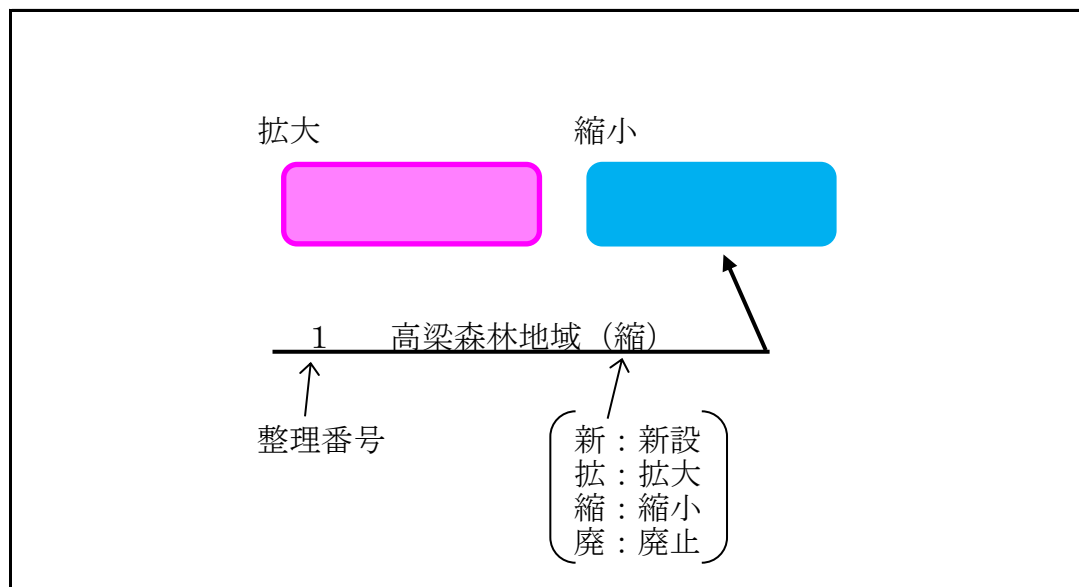 拡大
縮小
１　高梁森林地域（縮）
整理番号
新：新設
拡：拡大
縮：縮小
廃：廃止